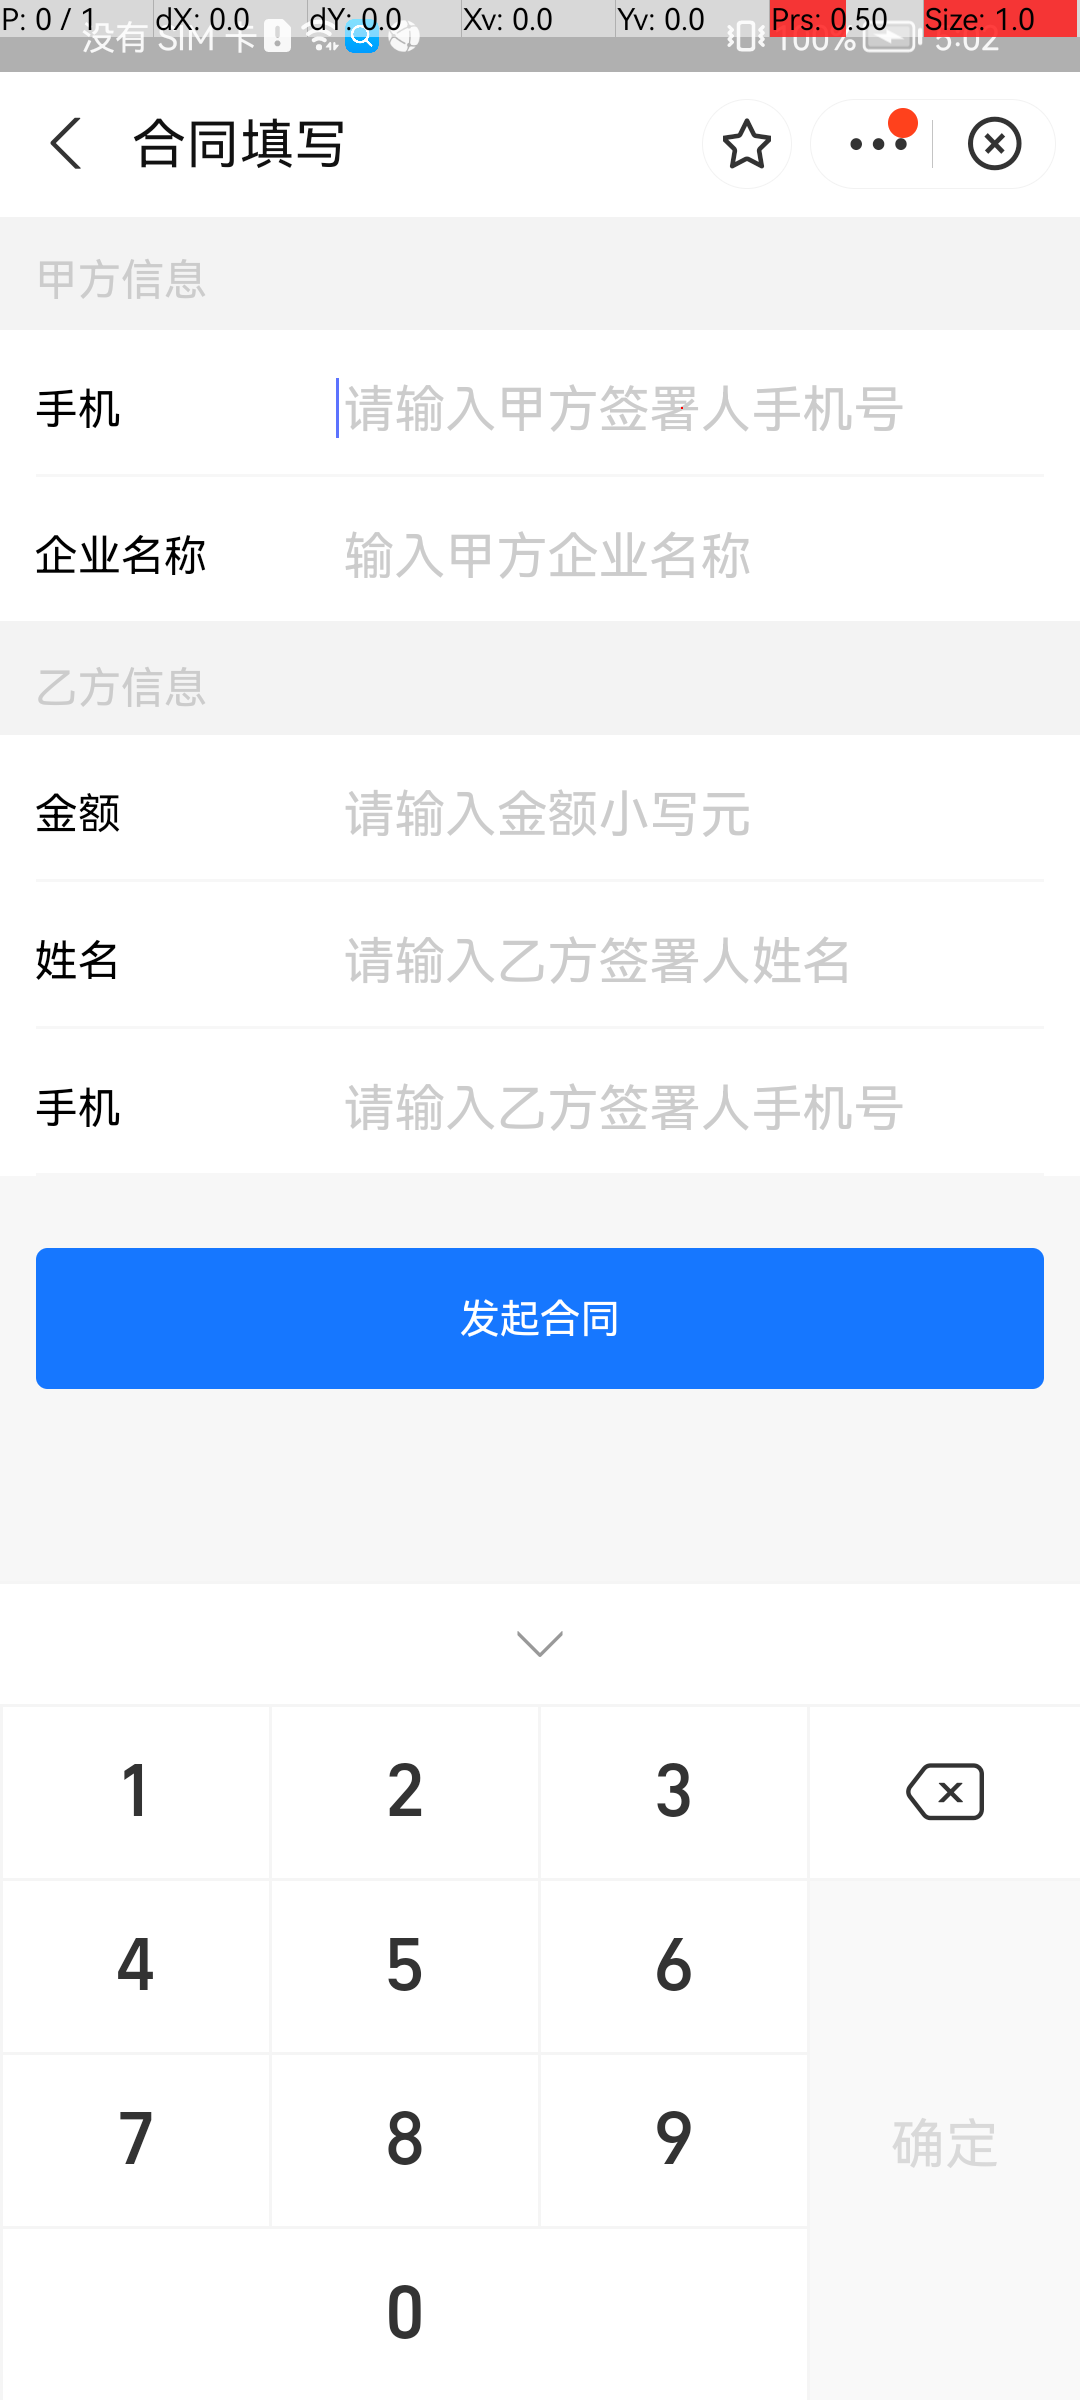 P: 0 / 1 dX: 0.0 dY: 0.0 Xv: 0.0 Yv: 0.0 Prs: 0.50 Size: 1.0
没有 SIM 卡 100% 5:02
合同填写
甲方信息
手机 请输入甲方签署人手机号
企业名称 输入甲方企业名称
乙方信息
金额 请输入金额小写元
姓名 请输入乙方签署人姓名
手机 请输入乙方签署人手机号
发起合同
1 2 3
4 5 6
7 8 9 确定
0